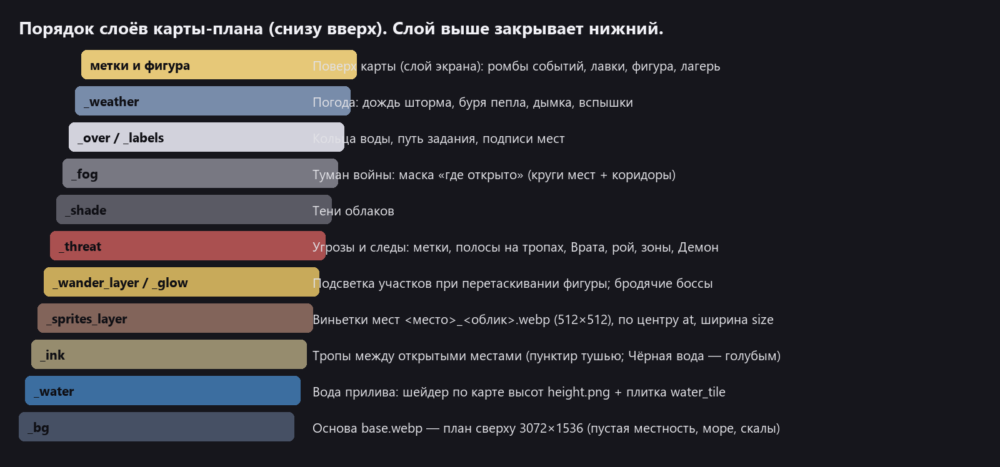 Порядок слоёв карты-плана (снизу вверх). Слой выше закрывает нижний.
метки и фигура Поверх карты (слой экрана): ромбы событий, лавки, фигура, лагерь
_weather Погода: дождь шторма, буря пепла, дымка, вспышки
_over / _labels Кольца воды, путь задания, подписи мест
_fog Туман войны: маска «где открыто» (круги мест + коридоры)
_shade Тени облаков
_threat Угрозы и следы: метки, полосы на тропах, Врата, рой, зоны, Демон
_wander_layer / _glow Подсветка участков при перетаскивании фигуры; бродячие боссы
_sprites_layer Виньетки мест <место>_<облик>.webp (512×512), по центру at, ширина size
_ink Тропы между открытыми местами (пунктир тушью; Чёрная вода — голубым)
_water Вода прилива: шейдер по карте высот height.png + плитка water_tile
_bg Основа base.webp — план сверху 3072×1536 (пустая местность, море, скалы)